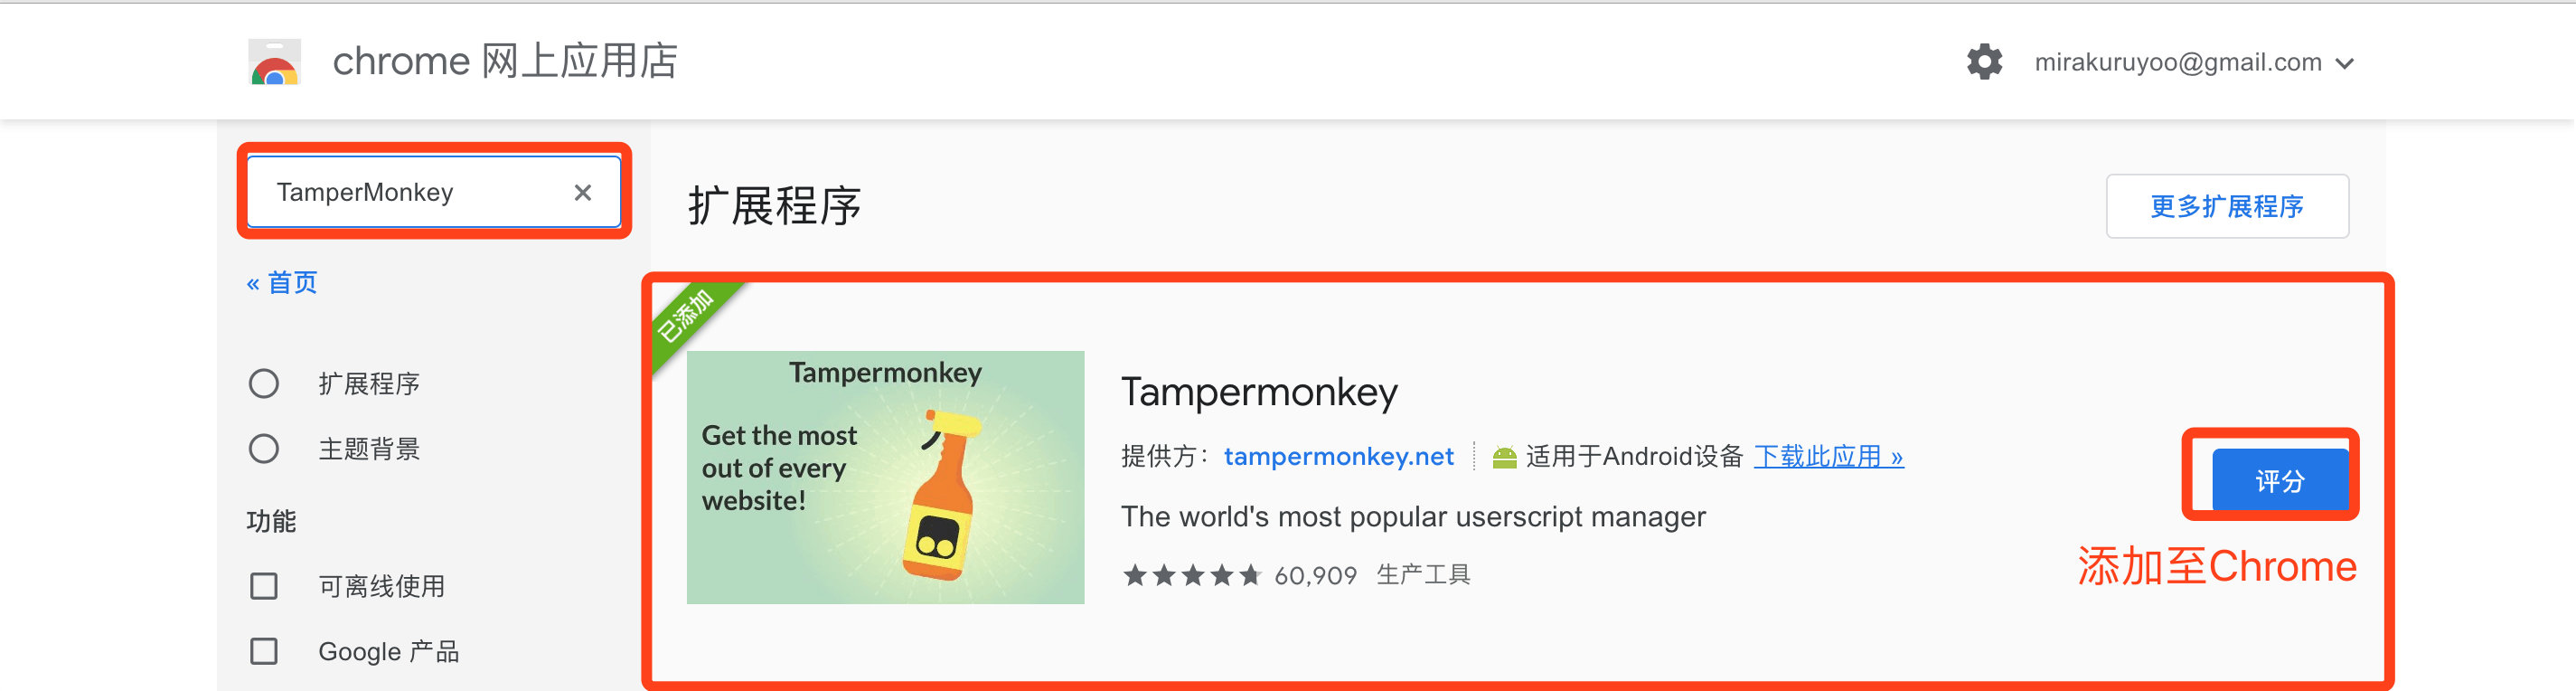 chrome 网上应用店
mirakuruyoo@gmail.com
TamperMonkey
« 首页
扩展程序
主题背景
功能
可离线使用
Google 产品
扩展程序
更多扩展程序
已添加
Tampermonkey
Get the most
out of every
website!
Tampermonkey
提供方： tampermonkey.net 适用于Android设备 下载此应用 »
The world's most popular userscript manager
60,909 生产工具
评分
添加至Chrome